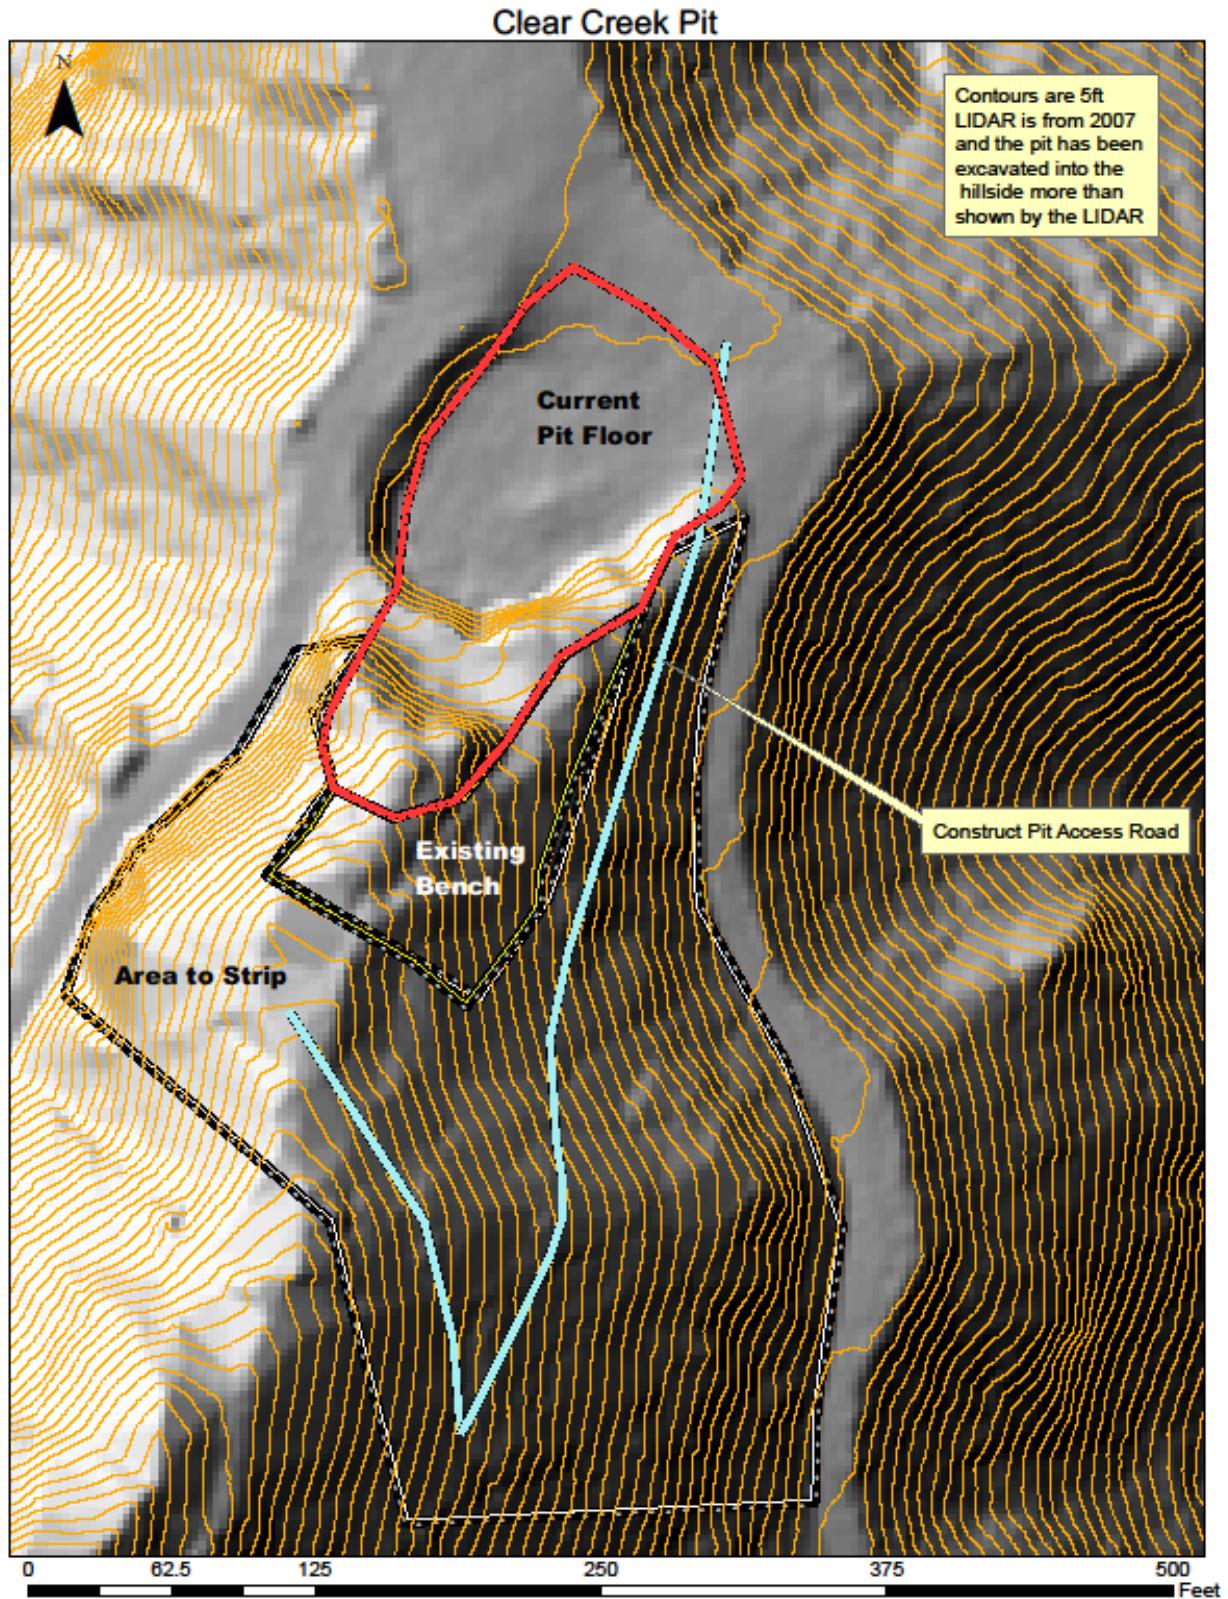 Clear Creek Pit
N
Contours are 5ft
LIDAR is from 2007
and the pit has been
excavated into the
hillside more than
shown by the LIDAR
Current
Pit Floor
Construct Pit Access Road
Existing
Bench
Area to Strip
0 62.5 125 250 375 500
Feet